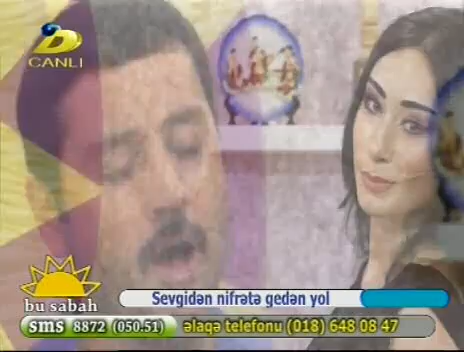 CANLI
bu sabah
Sevgidən nifrətə gedən yol
sms 8872 (050.51) əlaqə telefonu (018) 648 08 47